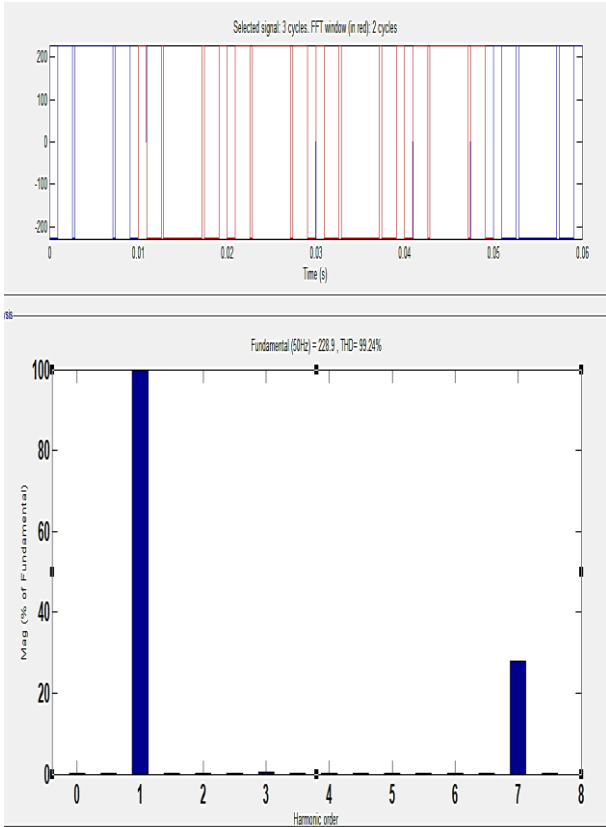 Selected signal: 3 cycles. FFT window (in red): 2 cycles
200
100
0
-100
-200
0 0.01 0.02 0.03 0.04 0.05 0.06
Time (s)
ysis
Fundamental (50Hz) = 228.9 , THD= 99.24%
100
80
60
40
20
0
Mag (% of Fundamental)
0 1 2 3 4 5 6 7 8
Harmonic order